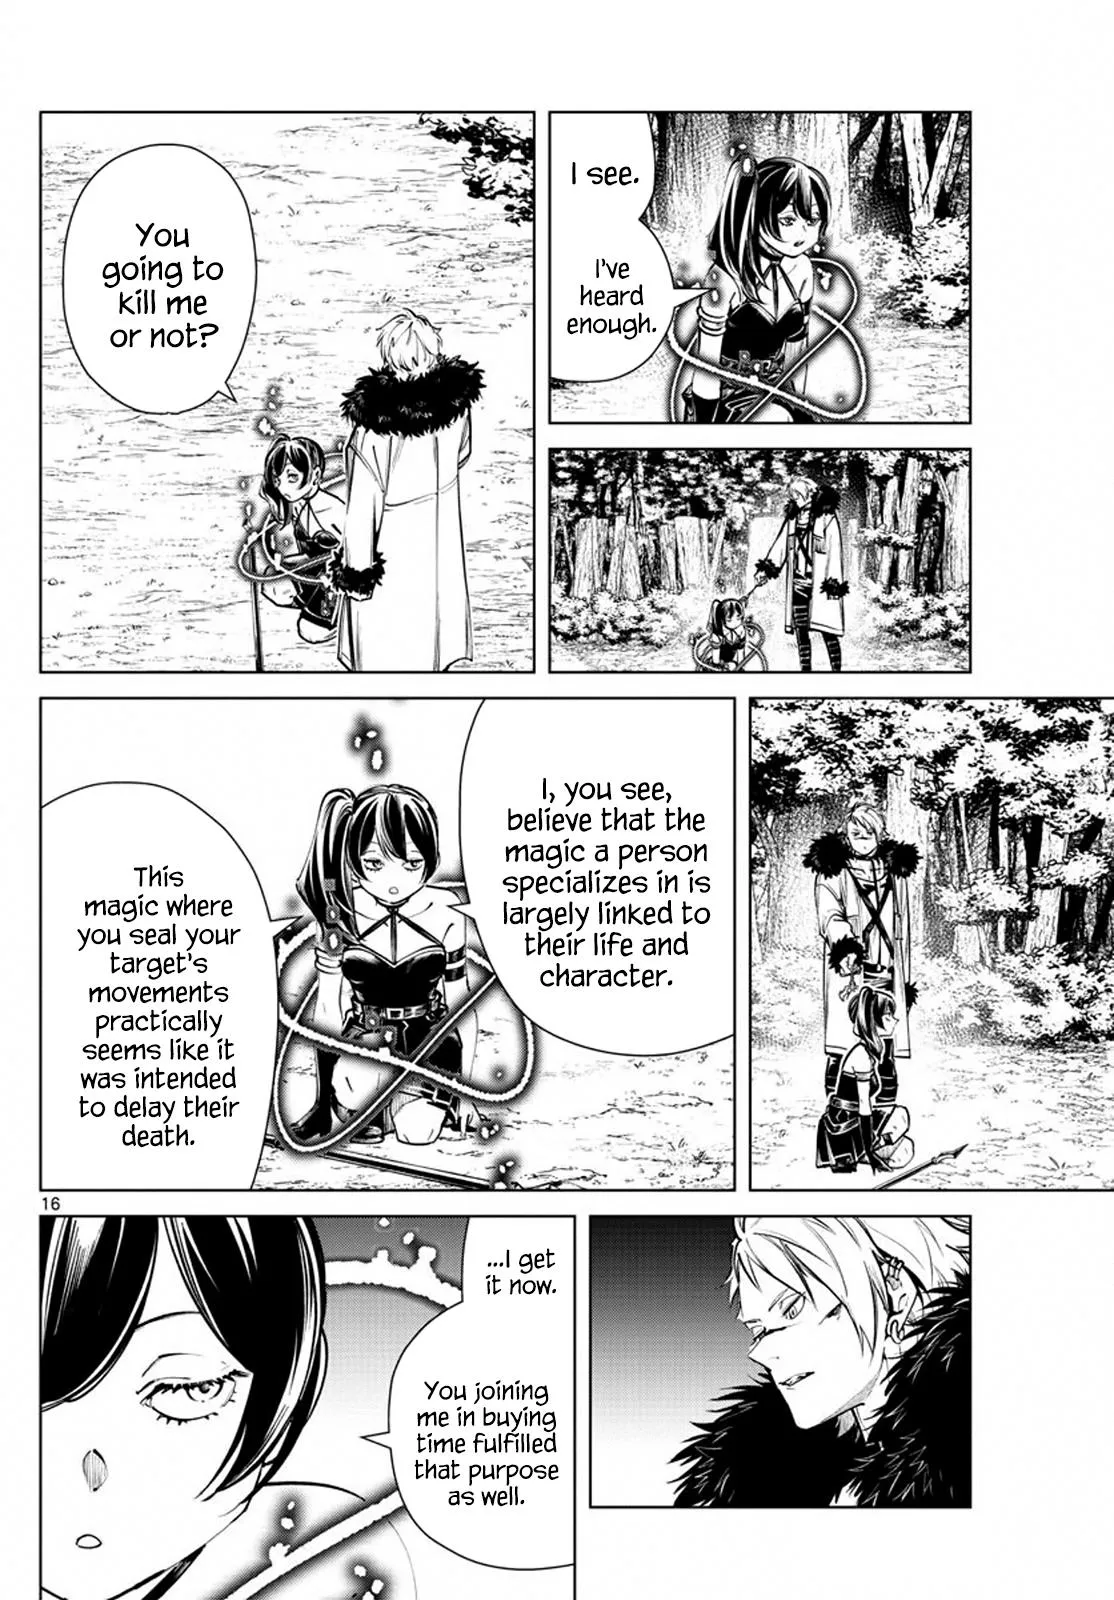 I see.
I've
heard
enough.
You
going to
kill me
or not?
I, you see,
believe that the
magic a person
specializes in is
largely linked to
their life and
character.
This
magic where
you seal your
target's
movements
practically
seems like it
was intended
to delay their
death.
16
...I get
it now.
You joining
me in buying
time fulfilled
that purpose
as well.